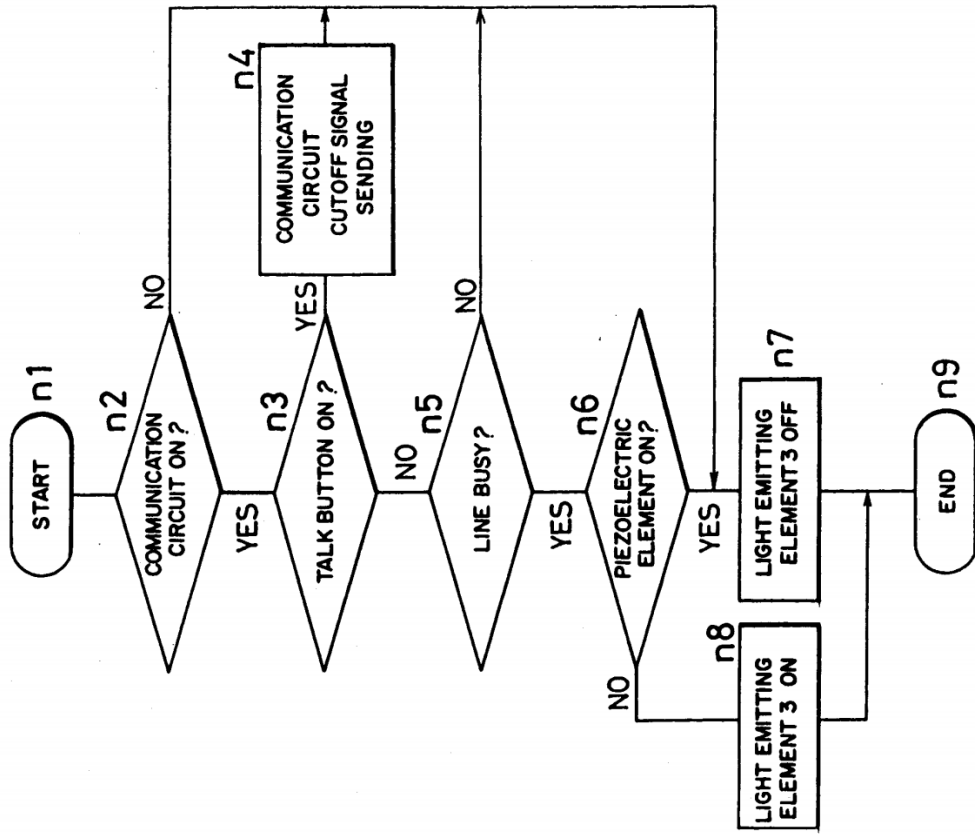 START
n1
n2
COMMUNICATION
CIRCUIT ON?
NO
YES
n3
TALK BUTTON ON?
YES
n4
COMMUNICATION
CIRCUIT
CUTOFF SIGNAL
SENDING
NO
n5
LINE BUSY?
NO
YES
n6
PIEZOELECTRIC
ELEMENT ON?
NO
YES
n8
LIGHT EMITTING
ELEMENT 3 ON
n7
LIGHT EMITTING
ELEMENT 3 OFF
END
n9